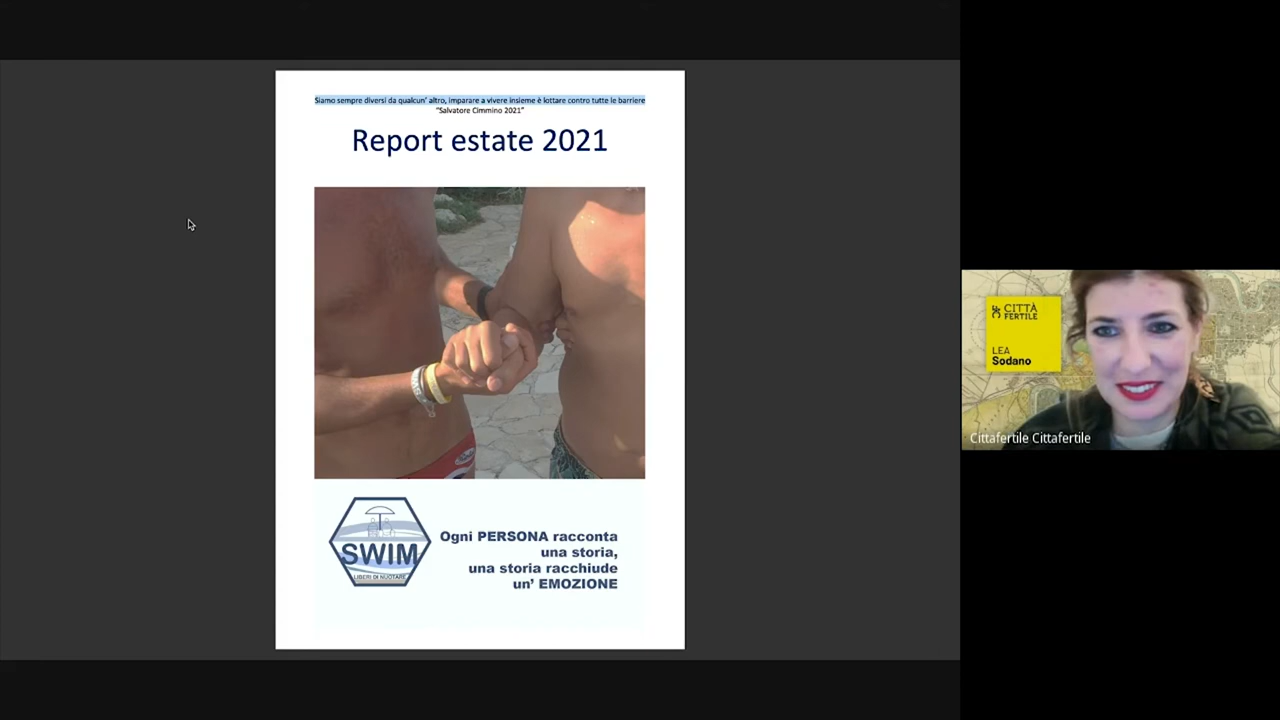 Siamo sempre diversi da qualcun' altro, imparare a vivere insieme è lottare contro tutte le barriere
"Salvatore Cimmino 2021"
Report estate 2021
SWIM
LIBERI DI NUOTARE
Ogni PERSONA racconta
una storia,
una storia racchiude
un' EMOZIONE
CITTÀ
FERTILE
LEA
Sodano
Cittafertile Cittafertile